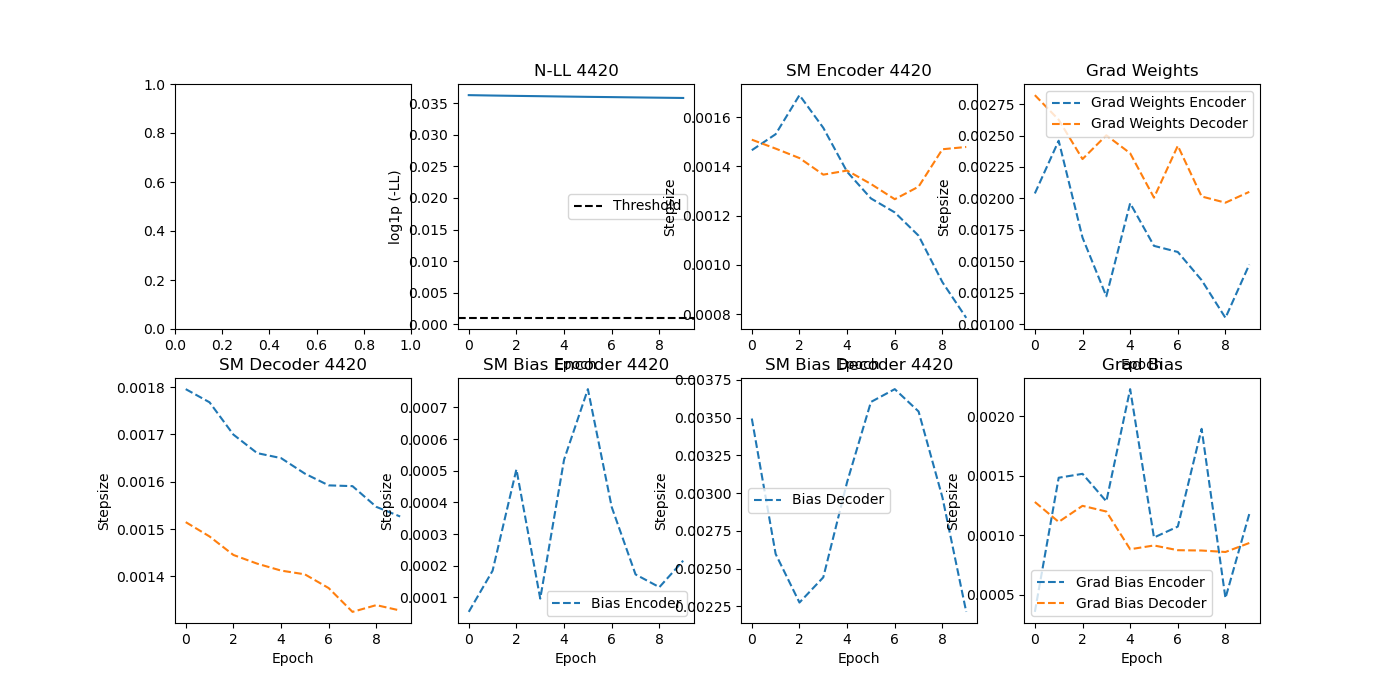 1.0
0.8
0.6
0.4
0.2
0.0
0.0 0.2 0.4 0.6 0.8 1.0
N-LL 4420
log1p (-LL)
0.035
0.030
0.025
0.020
0.015
0.010
0.005
0.000
Threshold
0 2 4 6 8
Epoch
SM Encoder 4420
Stepsize
0.0016
0.0014
0.0012
0.0010
0.0008
0 2 4 6 8
Epoch
Grad Weights
Stepsize
0.00275
0.00250
0.00225
0.00200
0.00175
0.00150
0.00125
0.00100
Grad Weights Encoder
Grad Weights Decoder
0 2 4 6 8
Epoch
SM Decoder 4420
Stepsize
0.0018
0.0017
0.0016
0.0015
0.0014
0 2 4 6 8
Epoch
SM Bias Encoder 4420
Stepsize
0.0007
0.0006
0.0005
0.0004
0.0003
0.0002
0.0001
Bias Encoder
0 2 4 6 8
Epoch
SM Bias Decoder 4420
Stepsize
0.00375
0.00350
0.00325
0.00300
0.00275
0.00250
0.00225
Bias Decoder
0 2 4 6 8
Epoch
Grad Bias
Stepsize
0.0020
0.0015
0.0010
0.0005
Grad Bias Encoder
Grad Bias Decoder
0 2 4 6 8
Epoch